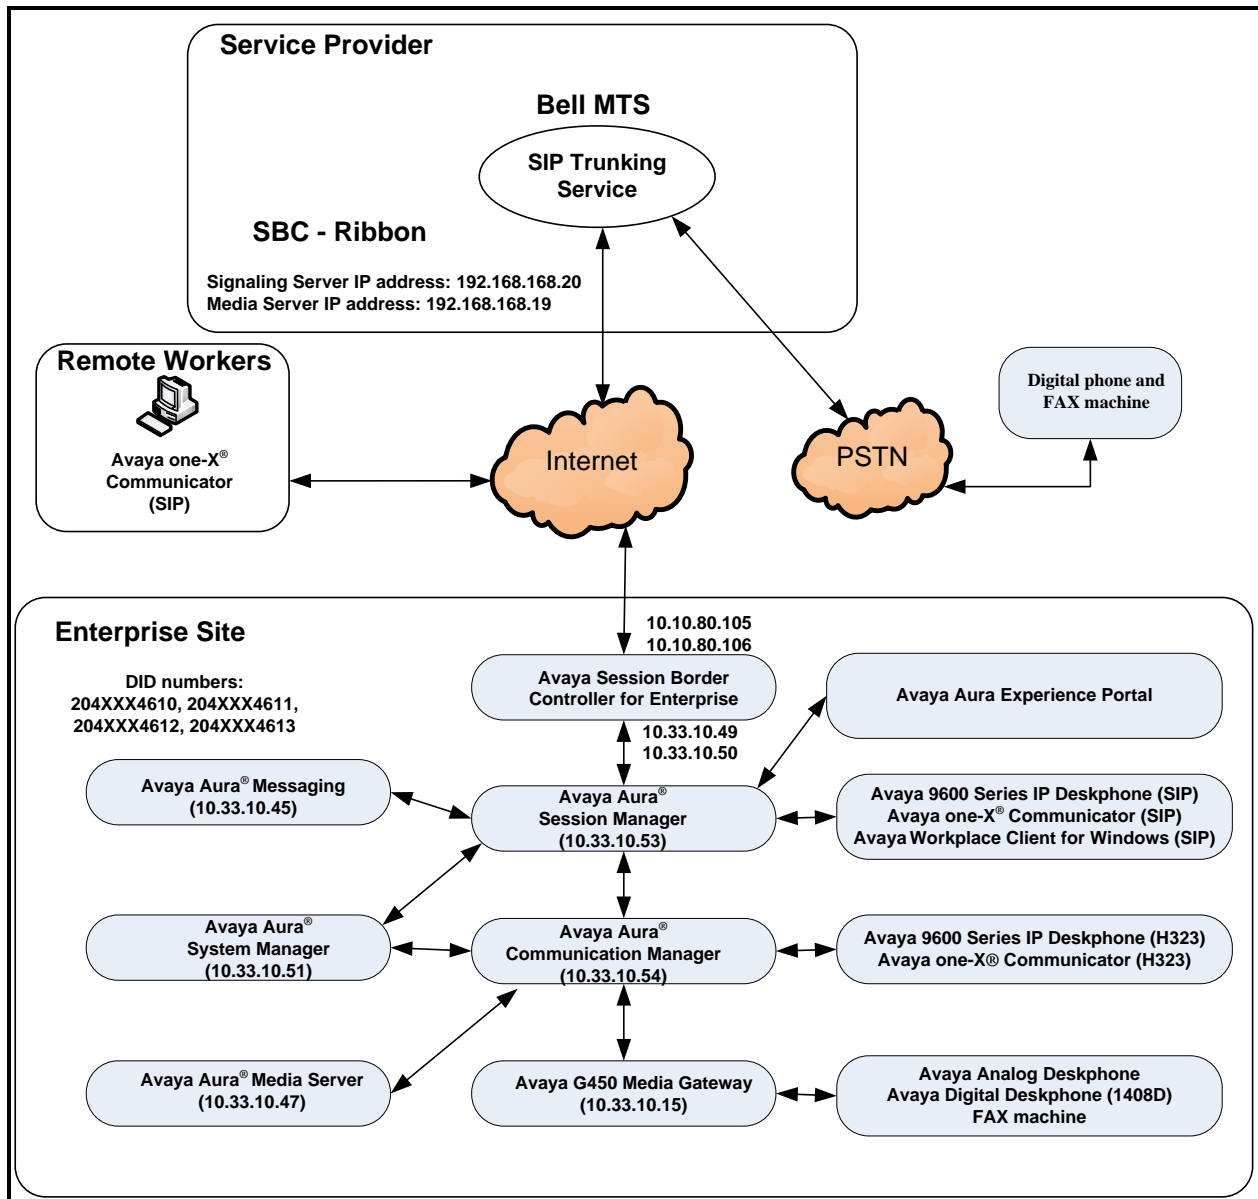 Service Provider
Bell MTS
SIP Trunking
Service
SBC - Ribbon
Signaling Server IP address: 192.168.168.20
Media Server IP address: 192.168.168.19
Remote Workers
Avaya one-X®
Communicator
(SIP)
Internet
PSTN
Digital phone and
FAX machine
Enterprise Site
DID numbers:
204XXX4610, 204XXX4611,
204XXX4612, 204XXX4613
10.10.80.105
10.10.80.106
Avaya Session Border
Controller for Enterprise
10.33.10.49
10.33.10.50
Avaya Aura Experience Portal
Avaya Aura® Messaging
(10.33.10.45)
Avaya Aura®
Session Manager
(10.33.10.53)
Avaya 9600 Series IP Deskphone (SIP)
Avaya one-X® Communicator (SIP)
Avaya Workplace Client for Windows (SIP)
Avaya Aura®
System Manager
(10.33.10.51)
Avaya Aura®
Communication Manager
(10.33.10.54)
Avaya 9600 Series IP Deskphone (H323)
Avaya one-X® Communicator (H323)
Avaya Aura® Media Server
(10.33.10.47)
Avaya G450 Media Gateway
(10.33.10.15)
Avaya Analog Deskphone
Avaya Digital Deskphone (1408D)
FAX machine